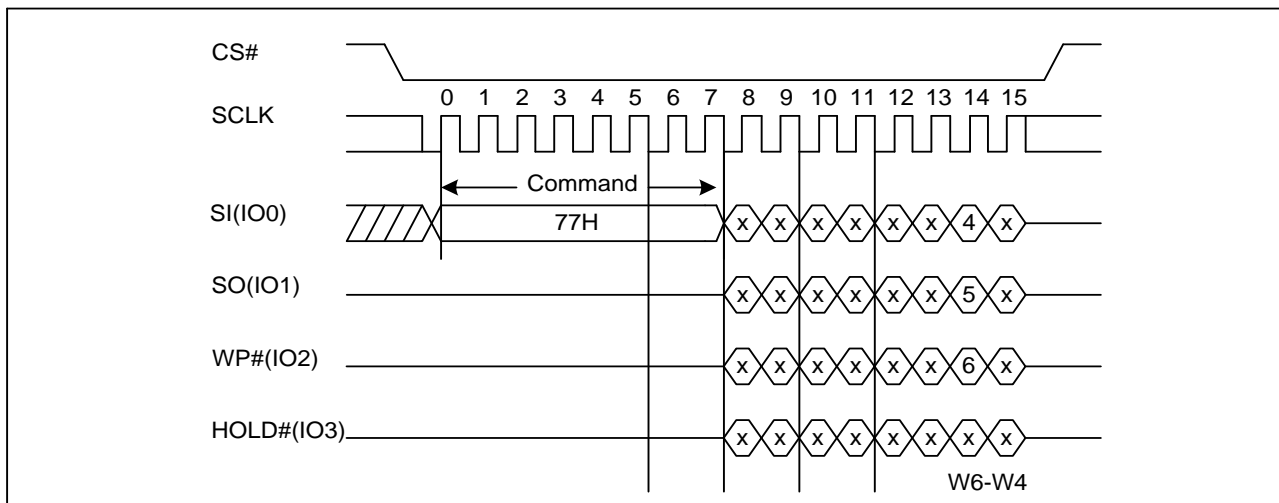 CS#
0 1 2 3 4 5 6 7 8 9 10 11 12 13 14 15
SCLK
Command
SI(IO0) 77H x x x x x x 4 x
SO(IO1) x x x x x x 5 x
WP#(IO2) x x x x x x 6 x
HOLD#(IO3) x x x x x x x x
W6-W4